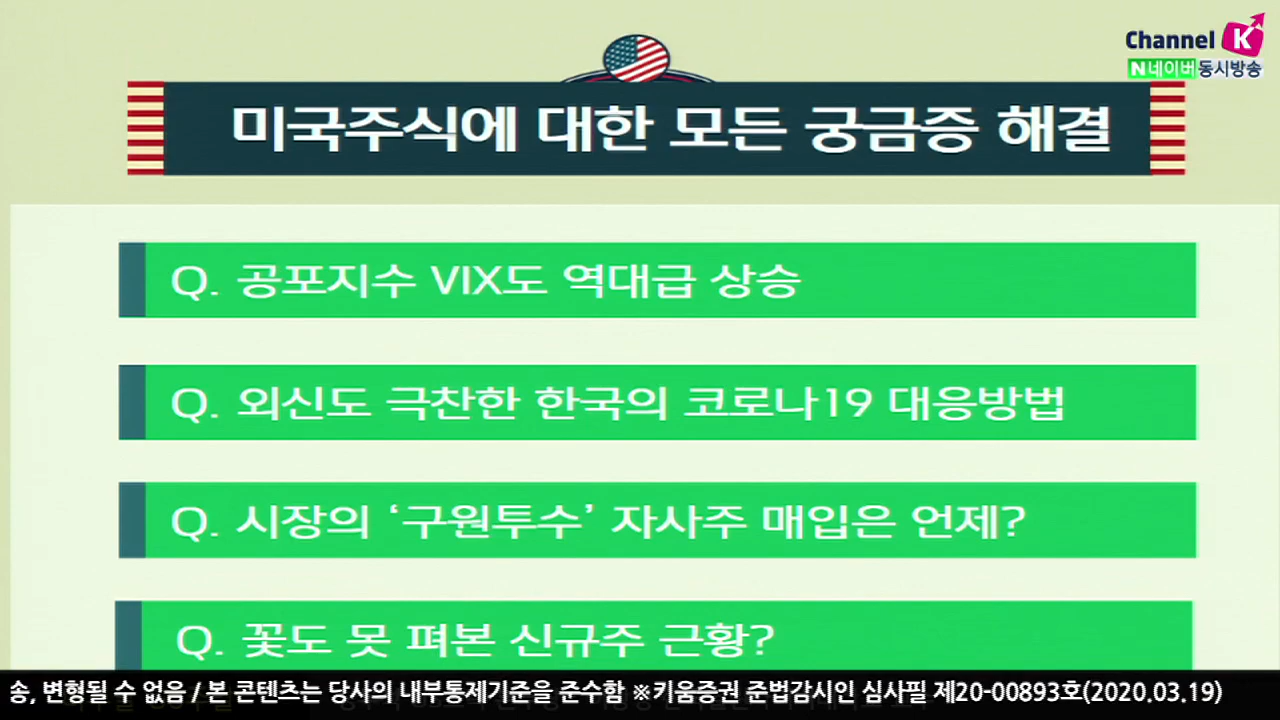 Channel K
N네이버 동시방송
미국주식에 대한 모든 궁금증 해결
Q. 공포지수 VIX도 역대급 상승
Q. 외신도 극찬한 한국의 코로나19 대응방법
Q. 시장의 ‘구원투수’ 자사주 매입은 언제?
Q. 꽃도 못 펴본 신규주 근황?
송, 변형될 수 없음 / 본 콘텐츠는 당사의 내부통제기준을 준수함 ※키움증권 준법감시인 심사필 제20-00893호(2020.03.19)